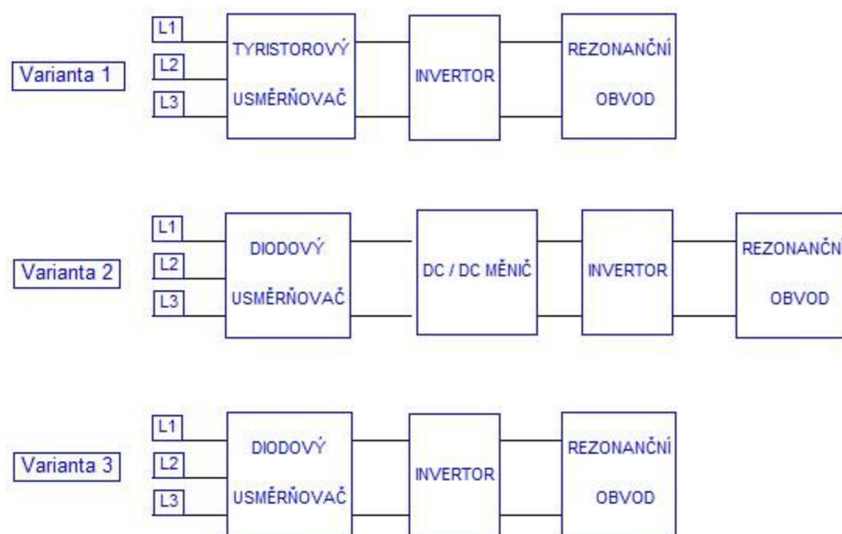 Varianta 1
L1
L2
L3
TYRISTOROVÝ
USMĚRŇOVAČ
INVERTOR
REZONANČNÍ
OBVOD
Varianta 2
L1
L2
L3
DIODOVÝ
USMĚRŇOVAČ
DC / DC MĚNIČ
INVERTOR
REZONANČNÍ
OBVOD
Varianta 3
L1
L2
L3
DIODOVÝ
USMĚRŇOVAČ
INVERTOR
REZONANČNÍ
OBVOD